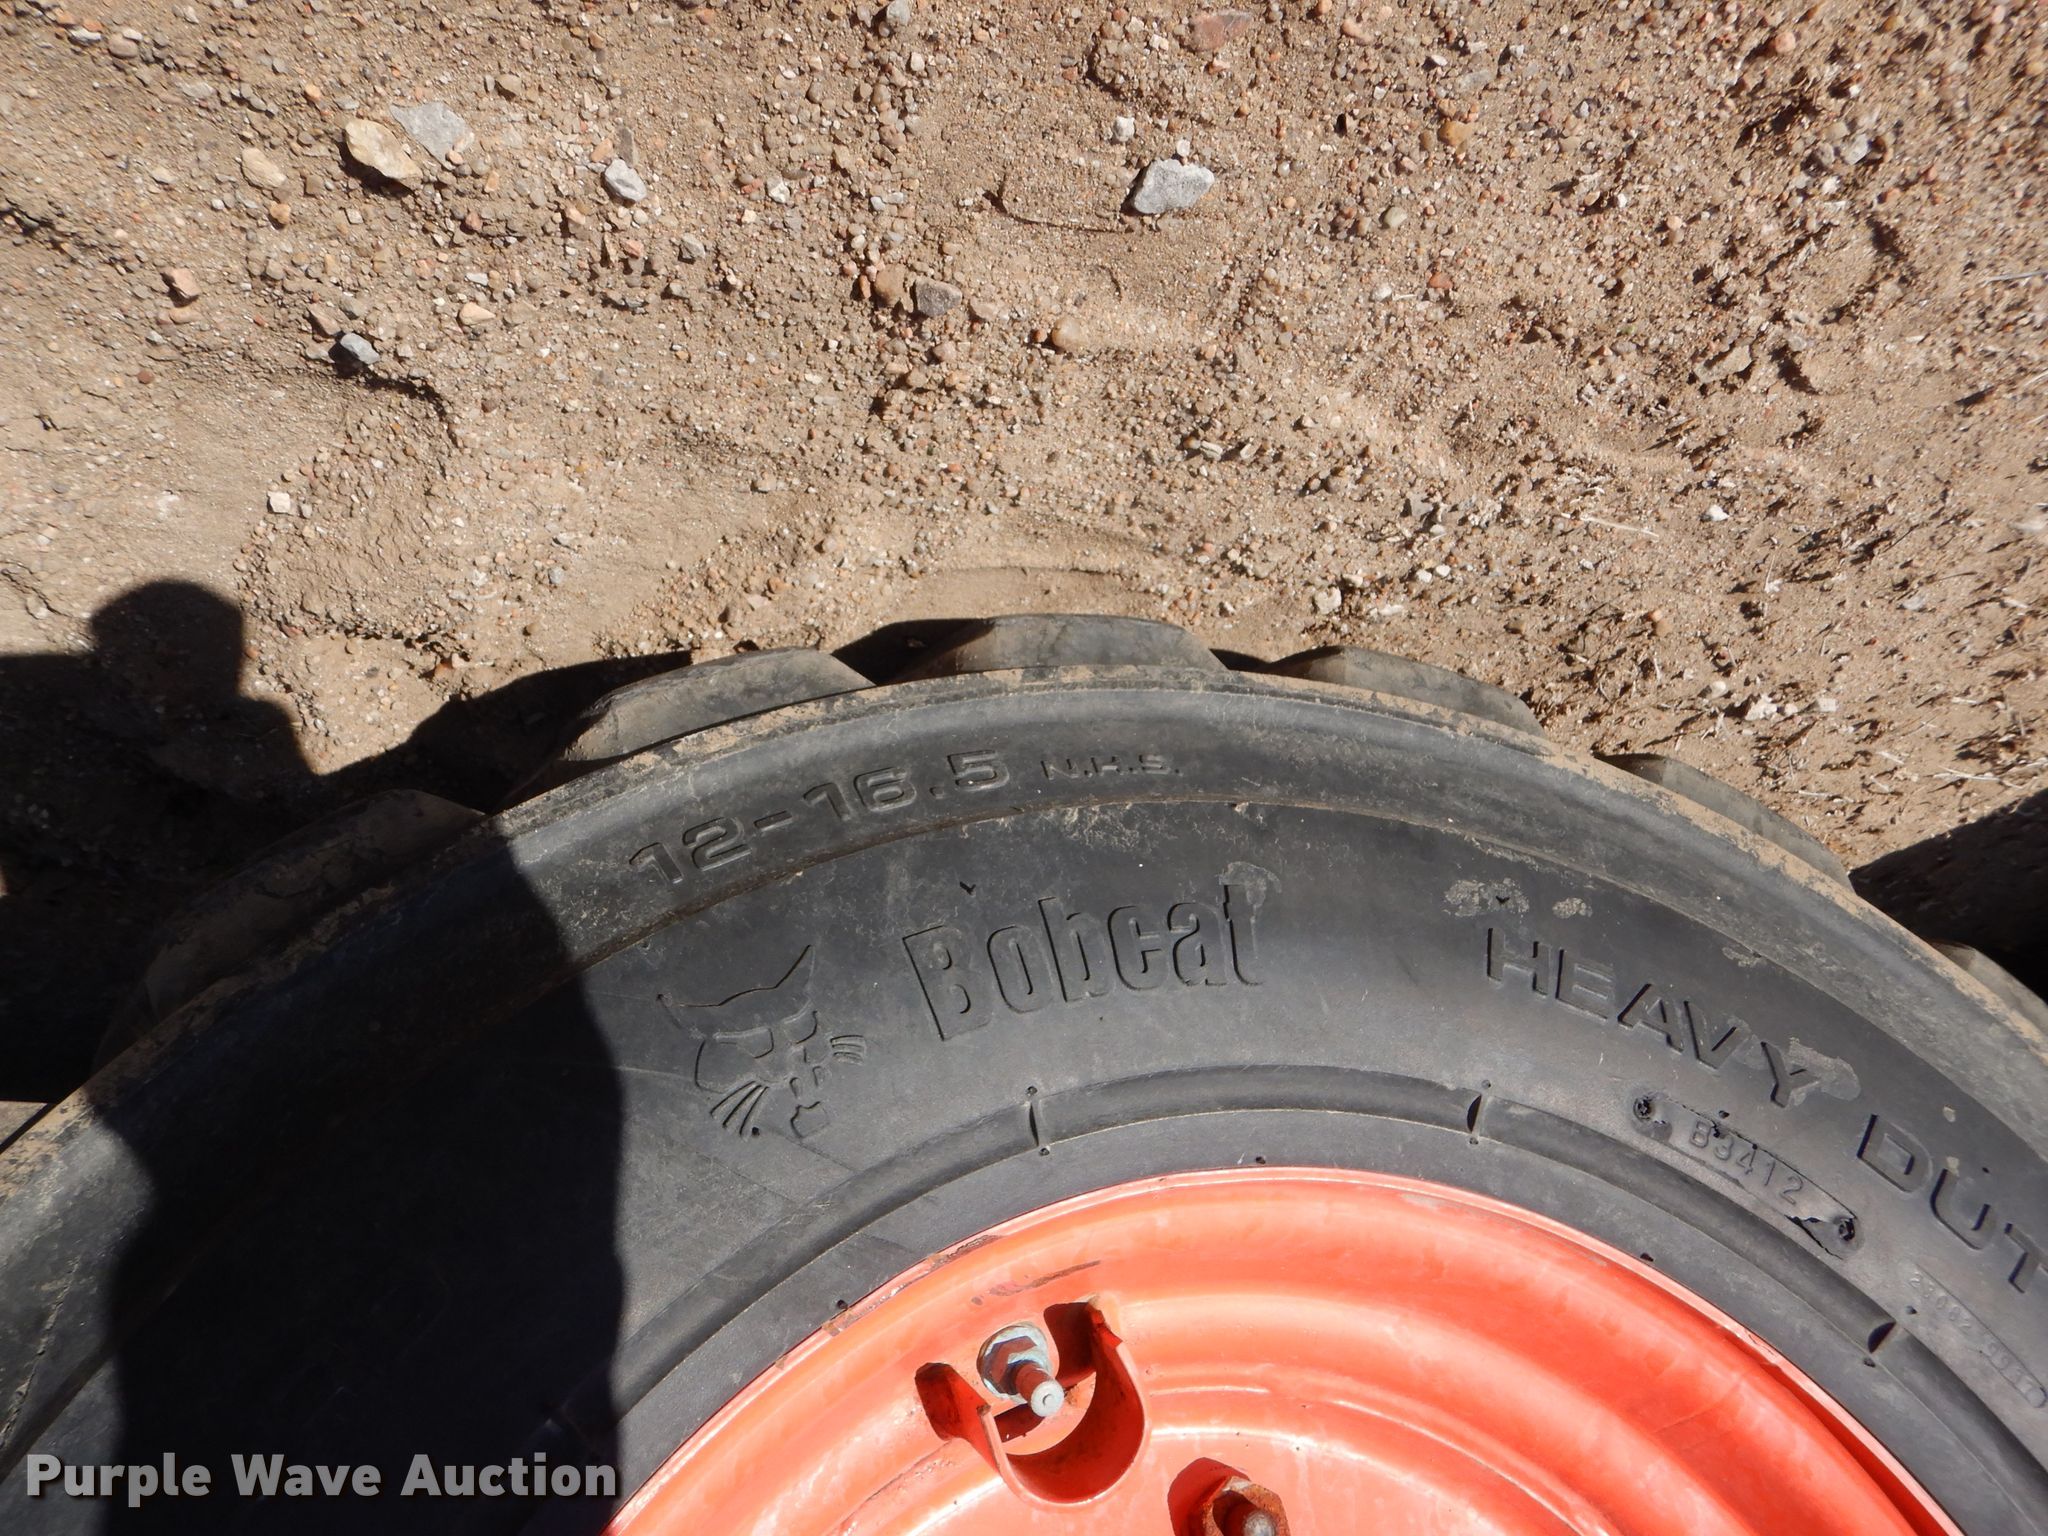 12-16.5 N.H.S.
Bobcat HEAVY DUT
B3412
Purple Wave Auction